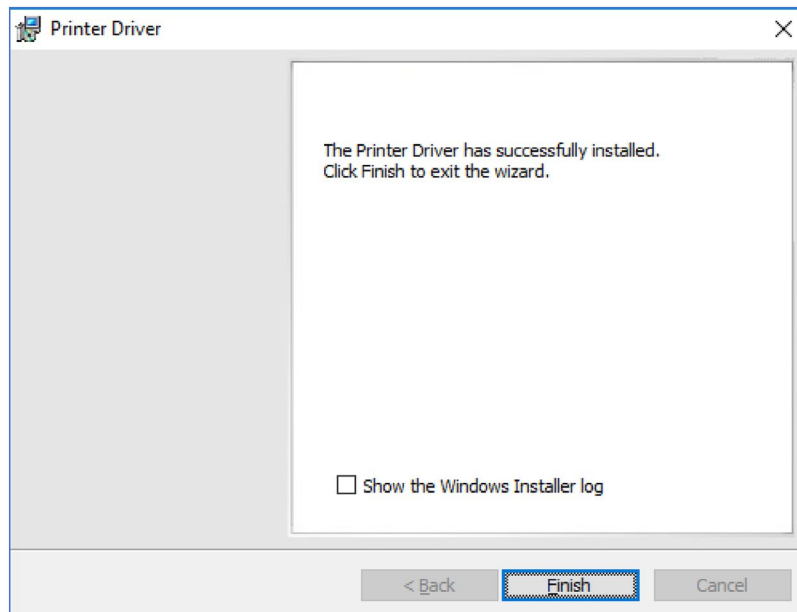 Printer Driver
The Printer Driver has successfully installed.
Click Finish to exit the wizard.
Show the Windows Installer log
< Back
Finish
Cancel